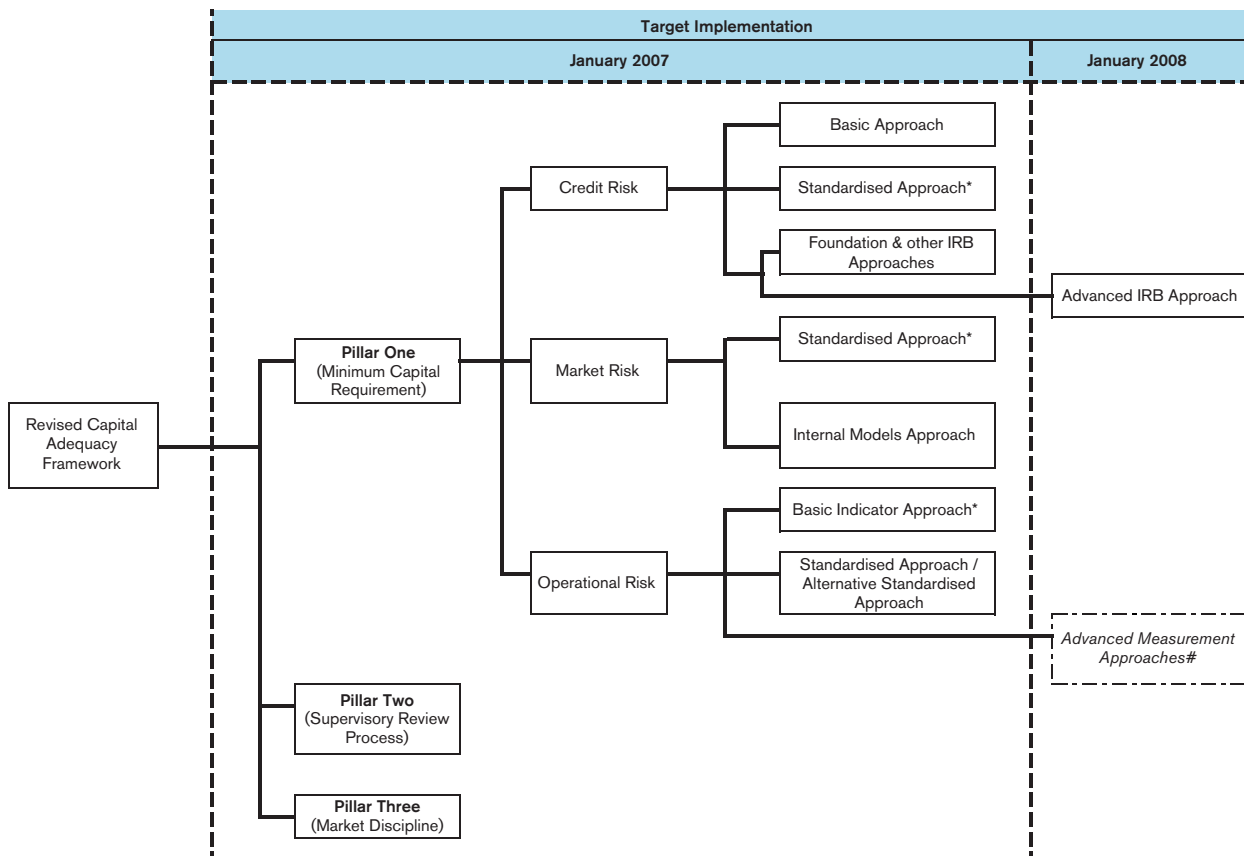 Target Implementation
January 2007
January 2008
Basic Approach
Credit Risk
Standardised Approach*
Foundation & other IRB
Approaches
Advanced IRB Approach
Pillar One
(Minimum Capital
Requirement)
Market Risk
Standardised Approach*
Revised Capital
Adequacy
Framework
Internal Models Approach
Basic Indicator Approach*
Operational Risk
Standardised Approach /
Alternative Standardised
Approach
Advanced Measurement
Approaches#
Pillar Two
(Supervisory Review
Process)
Pillar Three
(Market Discipline)